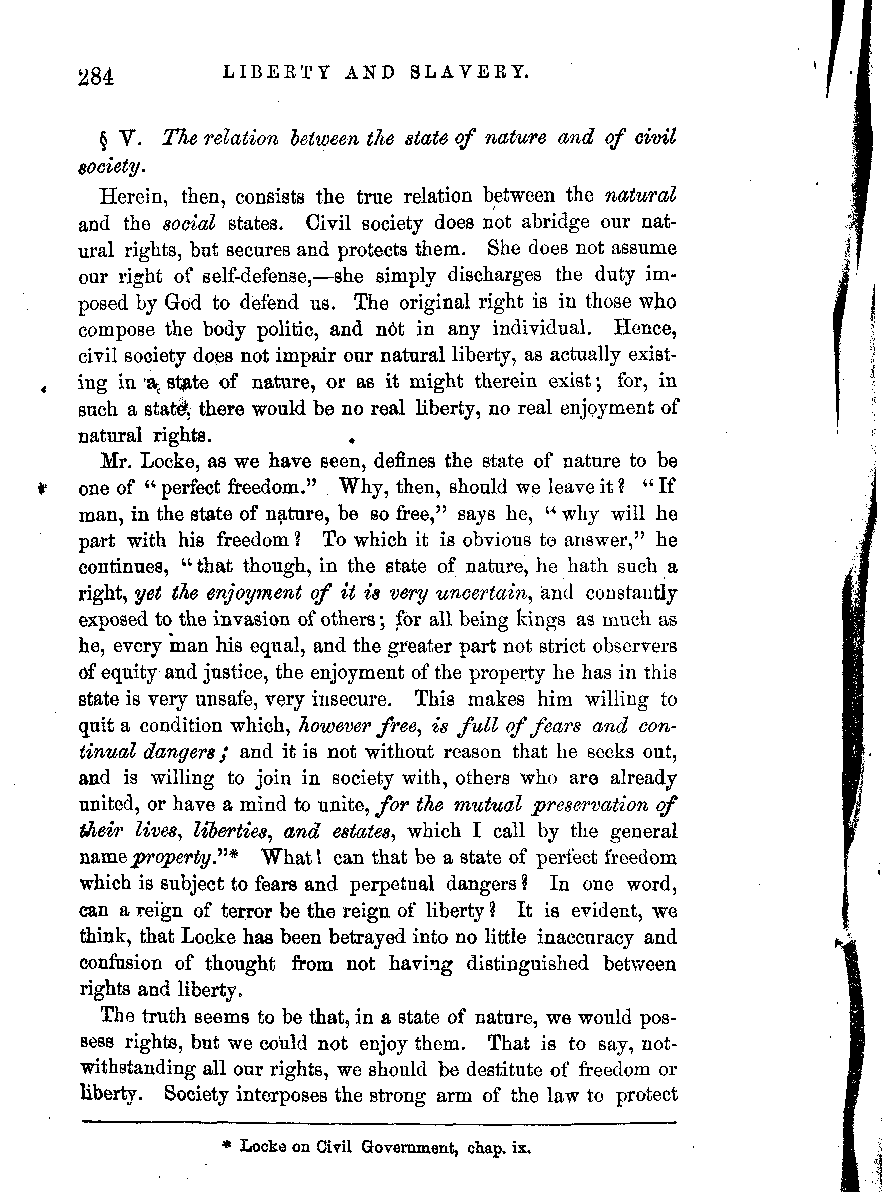 284 LIBERTY AND SLAVERY.
§ V. The relation between the state of nature and of civil
society.
Herein, then, consists the true relation between the natural
and the social states. Civil society does not abridge our nat-
ural rights, but secures and protects them. She does not assume
our right of self-defense,—she simply discharges the duty im-
posed by God to defend us. The original right is in those who
compose the body politic, and not in any individual. Hence,
civil society does not impair our natural liberty, as actually exist-
ing in a state of nature, or as it might therein exist; for, in
such a state, there would be no real liberty, no real enjoyment of
natural rights.
Mr. Locke, as we have seen, defines the state of nature to be
one of "perfect freedom." Why, then, should we leave it? "If
man, in the state of nature, be so free," says he, "why will he
part with his freedom? To which it is obvious to answer," he
continues, "that though, in the state of nature, he hath such a
right, yet the enjoyment of it is very uncertain, and constantly
exposed to the invasion of others; for all being kings as much as
he, every man his equal, and the greater part not strict observers
of equity and justice, the enjoyment of the property he has in this
state is very unsafe, very insecure. This makes him willing to
quit a condition which, however free, is full of fears and con-
tinual dangers; and it is not without reason that he seeks out,
and is willing to join in society with, others who are already
united, or have a mind to unite, for the mutual preservation of
their lives, liberties, and estates, which I call by the general
name property."* What! can that be a state of perfect freedom
which is subject to fears and perpetual dangers? In one word,
can a reign of terror be the reign of liberty? It is evident, we
think, that Locke has been betrayed into no little inaccuracy and
confusion of thought from not having distinguished between
rights and liberty.
The truth seems to be that, in a state of nature, we would pos-
sess rights, but we could not enjoy them. That is to say, not-
withstanding all our rights, we should be destitute of freedom or
liberty. Society interposes the strong arm of the law to protect
* Locke on Civil Government, chap. ix.